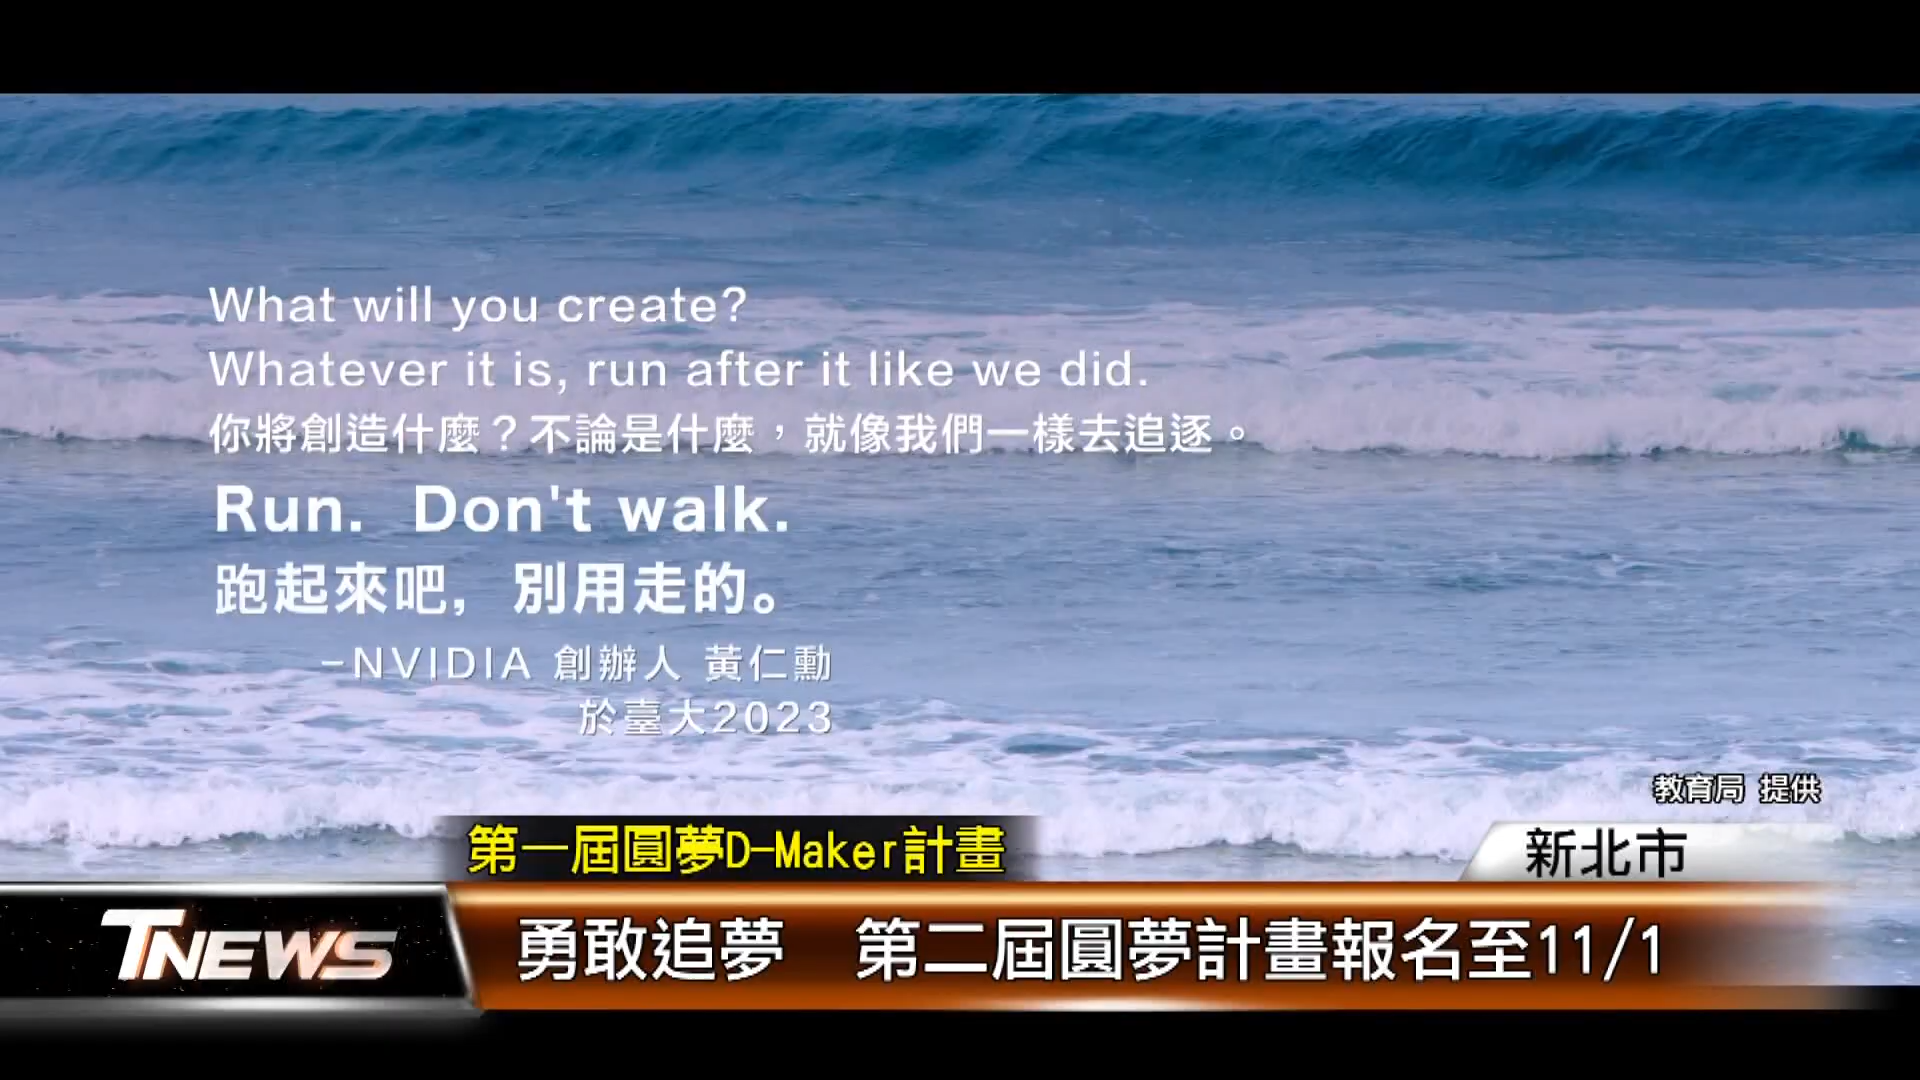 What will you create?
Whatever it is, run after it like we did.
你將創造什麼？不論是什麼，就像我們一樣去追逐。
Run. Don't walk.
跑起來吧，別用走的。
–NVIDIA 創辦人 黃仁勳
於臺大2023
教育局 提供
第一屆圓夢D-Maker計畫
新北市
TNEWS
勇敢追夢 第二屆圓夢計畫報名至11/1